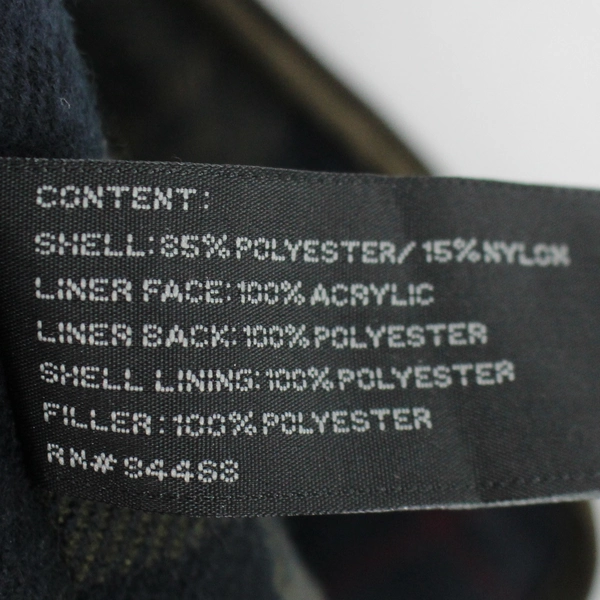 CONTENT:
SHELL: 85% POLYESTER/ 15% NYLON
LINER FACE: 100% ACRYLIC
LINER BACK: 100% POLYESTER
SHELL LINING: 100% POLYESTER
FILLER: 100% POLYESTER
RN# 94468